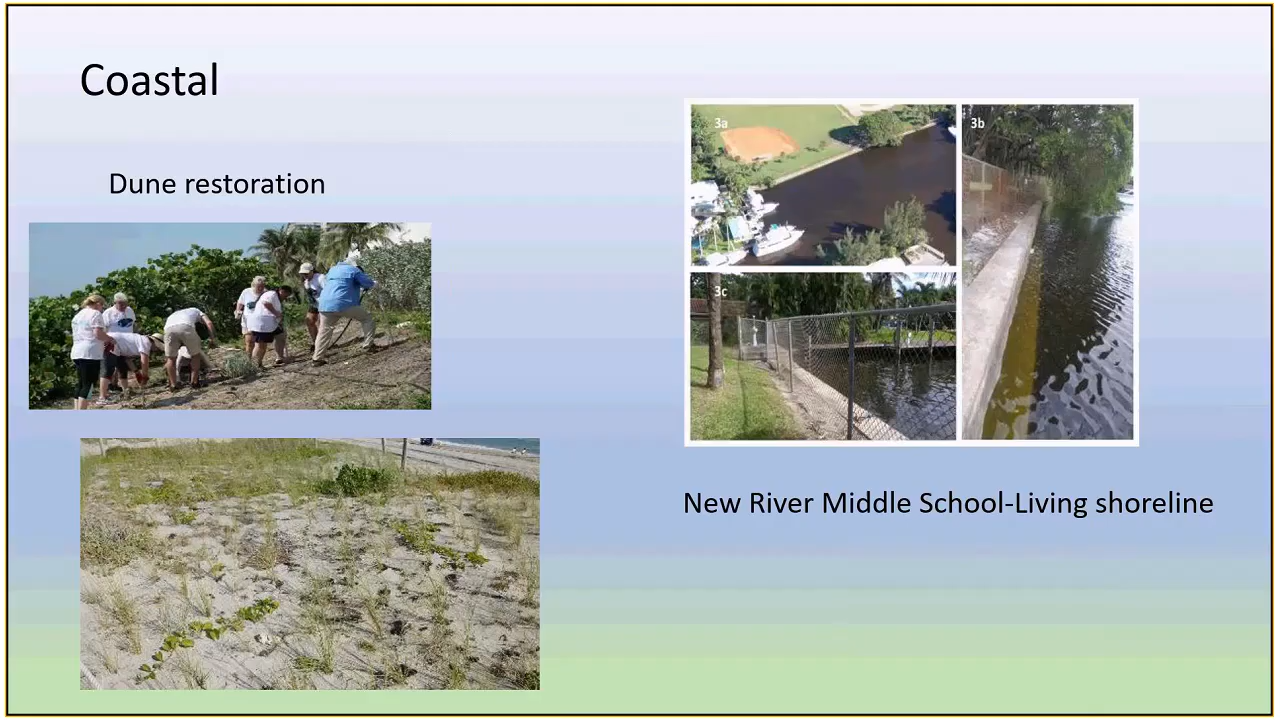 Coastal
Dune restoration
3a
3b
3c
New River Middle School-Living shoreline